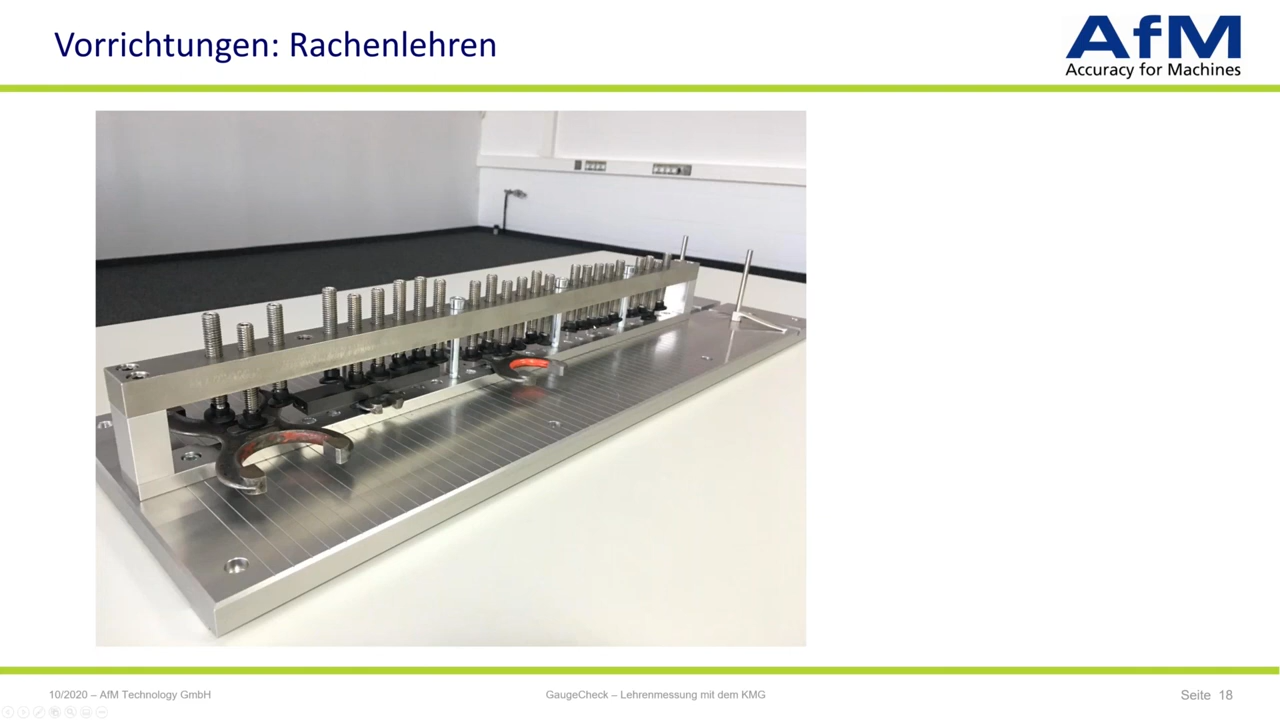 Vorrichtungen: Rachenlehren
AfM
Accuracy for Machines
10/2020 – AfM Technology GmbH
GaugeCheck – Lehrenmessung mit dem KMG
Seite 18